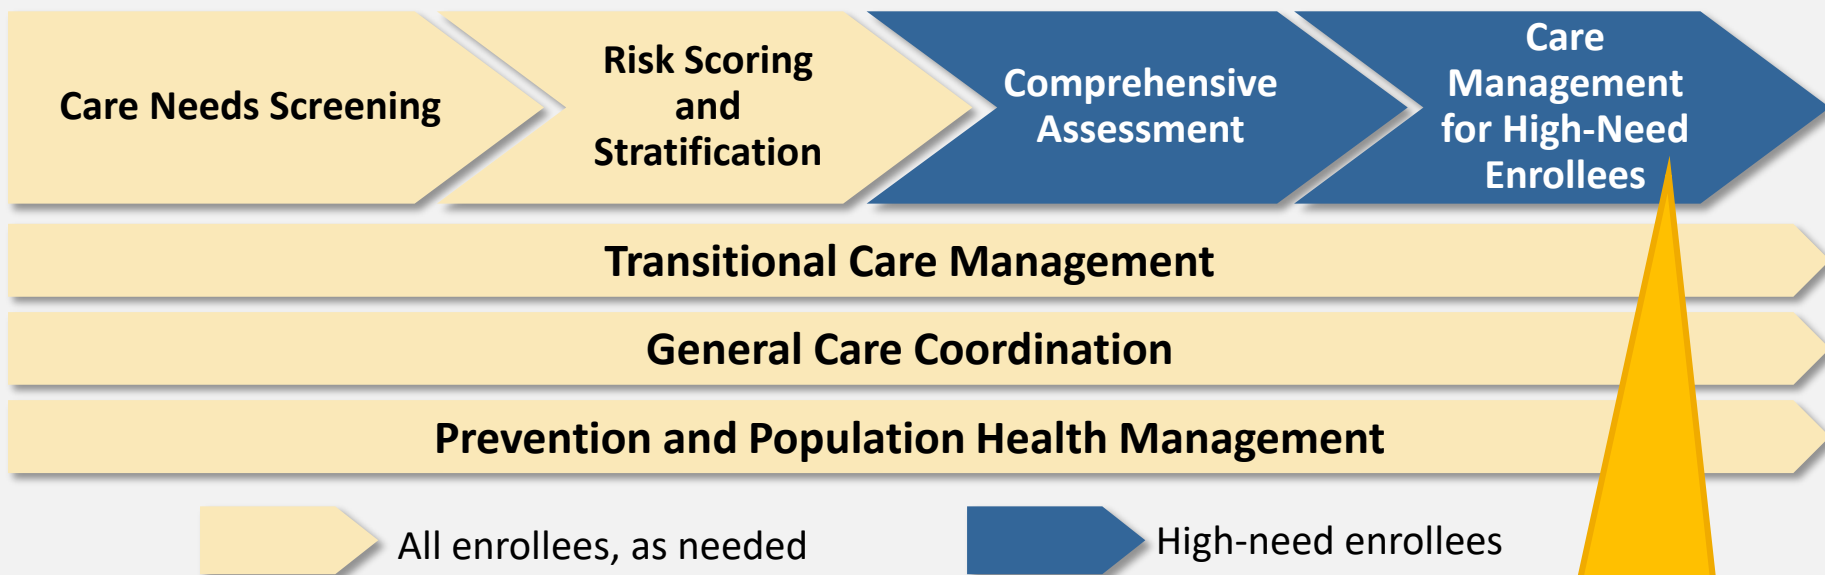 Care Needs Screening
Risk Scoring
and
Stratification
Comprehensive
Assessment
Care
Management
for High-Need
Enrollees
Transitional Care Management
General Care Coordination
Prevention and Population Health Management
All enrollees, as needed
High-need enrollees